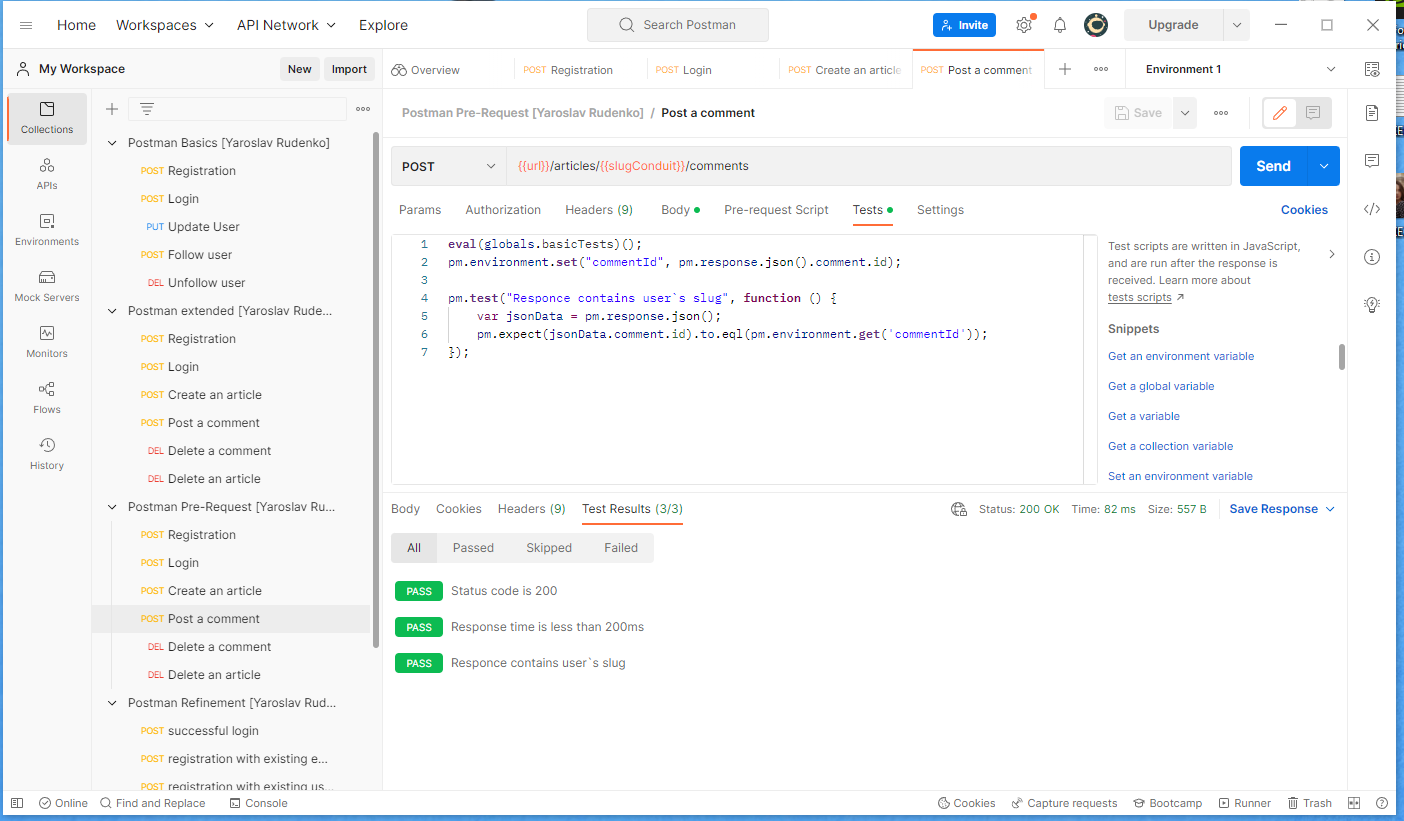 Home Workspaces API Network Explore Search Postman Invite Upgrade
My Workspace New Import Overview POST Registration POST Login POST Create an article POST Post a comment Environment 1
Collections
APIs
Environments
Mock Servers
Monitors
Flows
History
Postman Basics [Yaroslav Rudenko]
POST Registration
POST Login
PUT Update User
POST Follow user
DEL Unfollow user
Postman extended [Yaroslav Rude...
POST Registration
POST Login
POST Create an article
POST Post a comment
DEL Delete a comment
DEL Delete an article
Postman Pre-Request [Yaroslav Ru...
POST Registration
POST Login
POST Create an article
POST Post a comment
DEL Delete a comment
DEL Delete an article
Postman Refinement [Yaroslav Rud...
POST successful login
POST registration with existing e...
POST registration with existing us...
Postman Pre-Request [Yaroslav Rudenko] / Post a comment
Save
POST {{url}}/articles/{{slugConduit}}/comments Send
Params Authorization Headers (9) Body Pre-request Script Tests Settings Cookies
1 eval(globals.basicTests)();
2 pm.environment.set("commentId", pm.response.json().comment.id);
3
4 pm.test("Responce contains user`s slug", function () {
5 var jsonData = pm.response.json();
6 pm.expect(jsonData.comment.id).to.eql(pm.environment.get('commentId'));
7 });
Test scripts are written in JavaScript,
and are run after the response is
received. Learn more about
tests scripts
Snippets
Get an environment variable
Get a global variable
Get a variable
Get a collection variable
Set an environment variable
Body Cookies Headers (9) Test Results (3/3) Status: 200 OK Time: 82 ms Size: 557 B Save Response
All Passed Skipped Failed
PASS Status code is 200
PASS Response time is less than 200ms
PASS Responce contains user`s slug
Online Find and Replace Console Cookies Capture requests Bootcamp Runner Trash